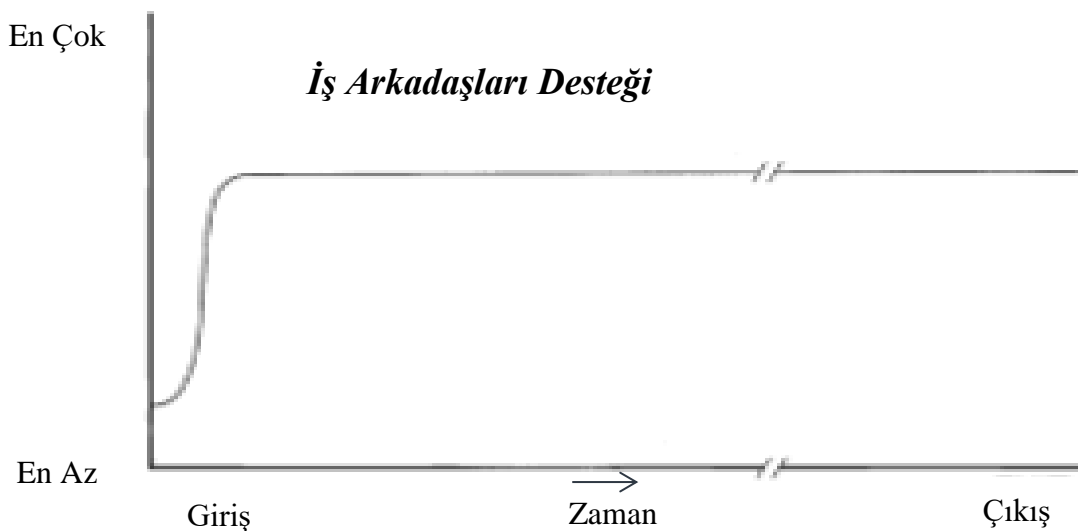 En Çok
İş Arkadaşları Desteği
En Az
Giriş
Zaman
Çıkış